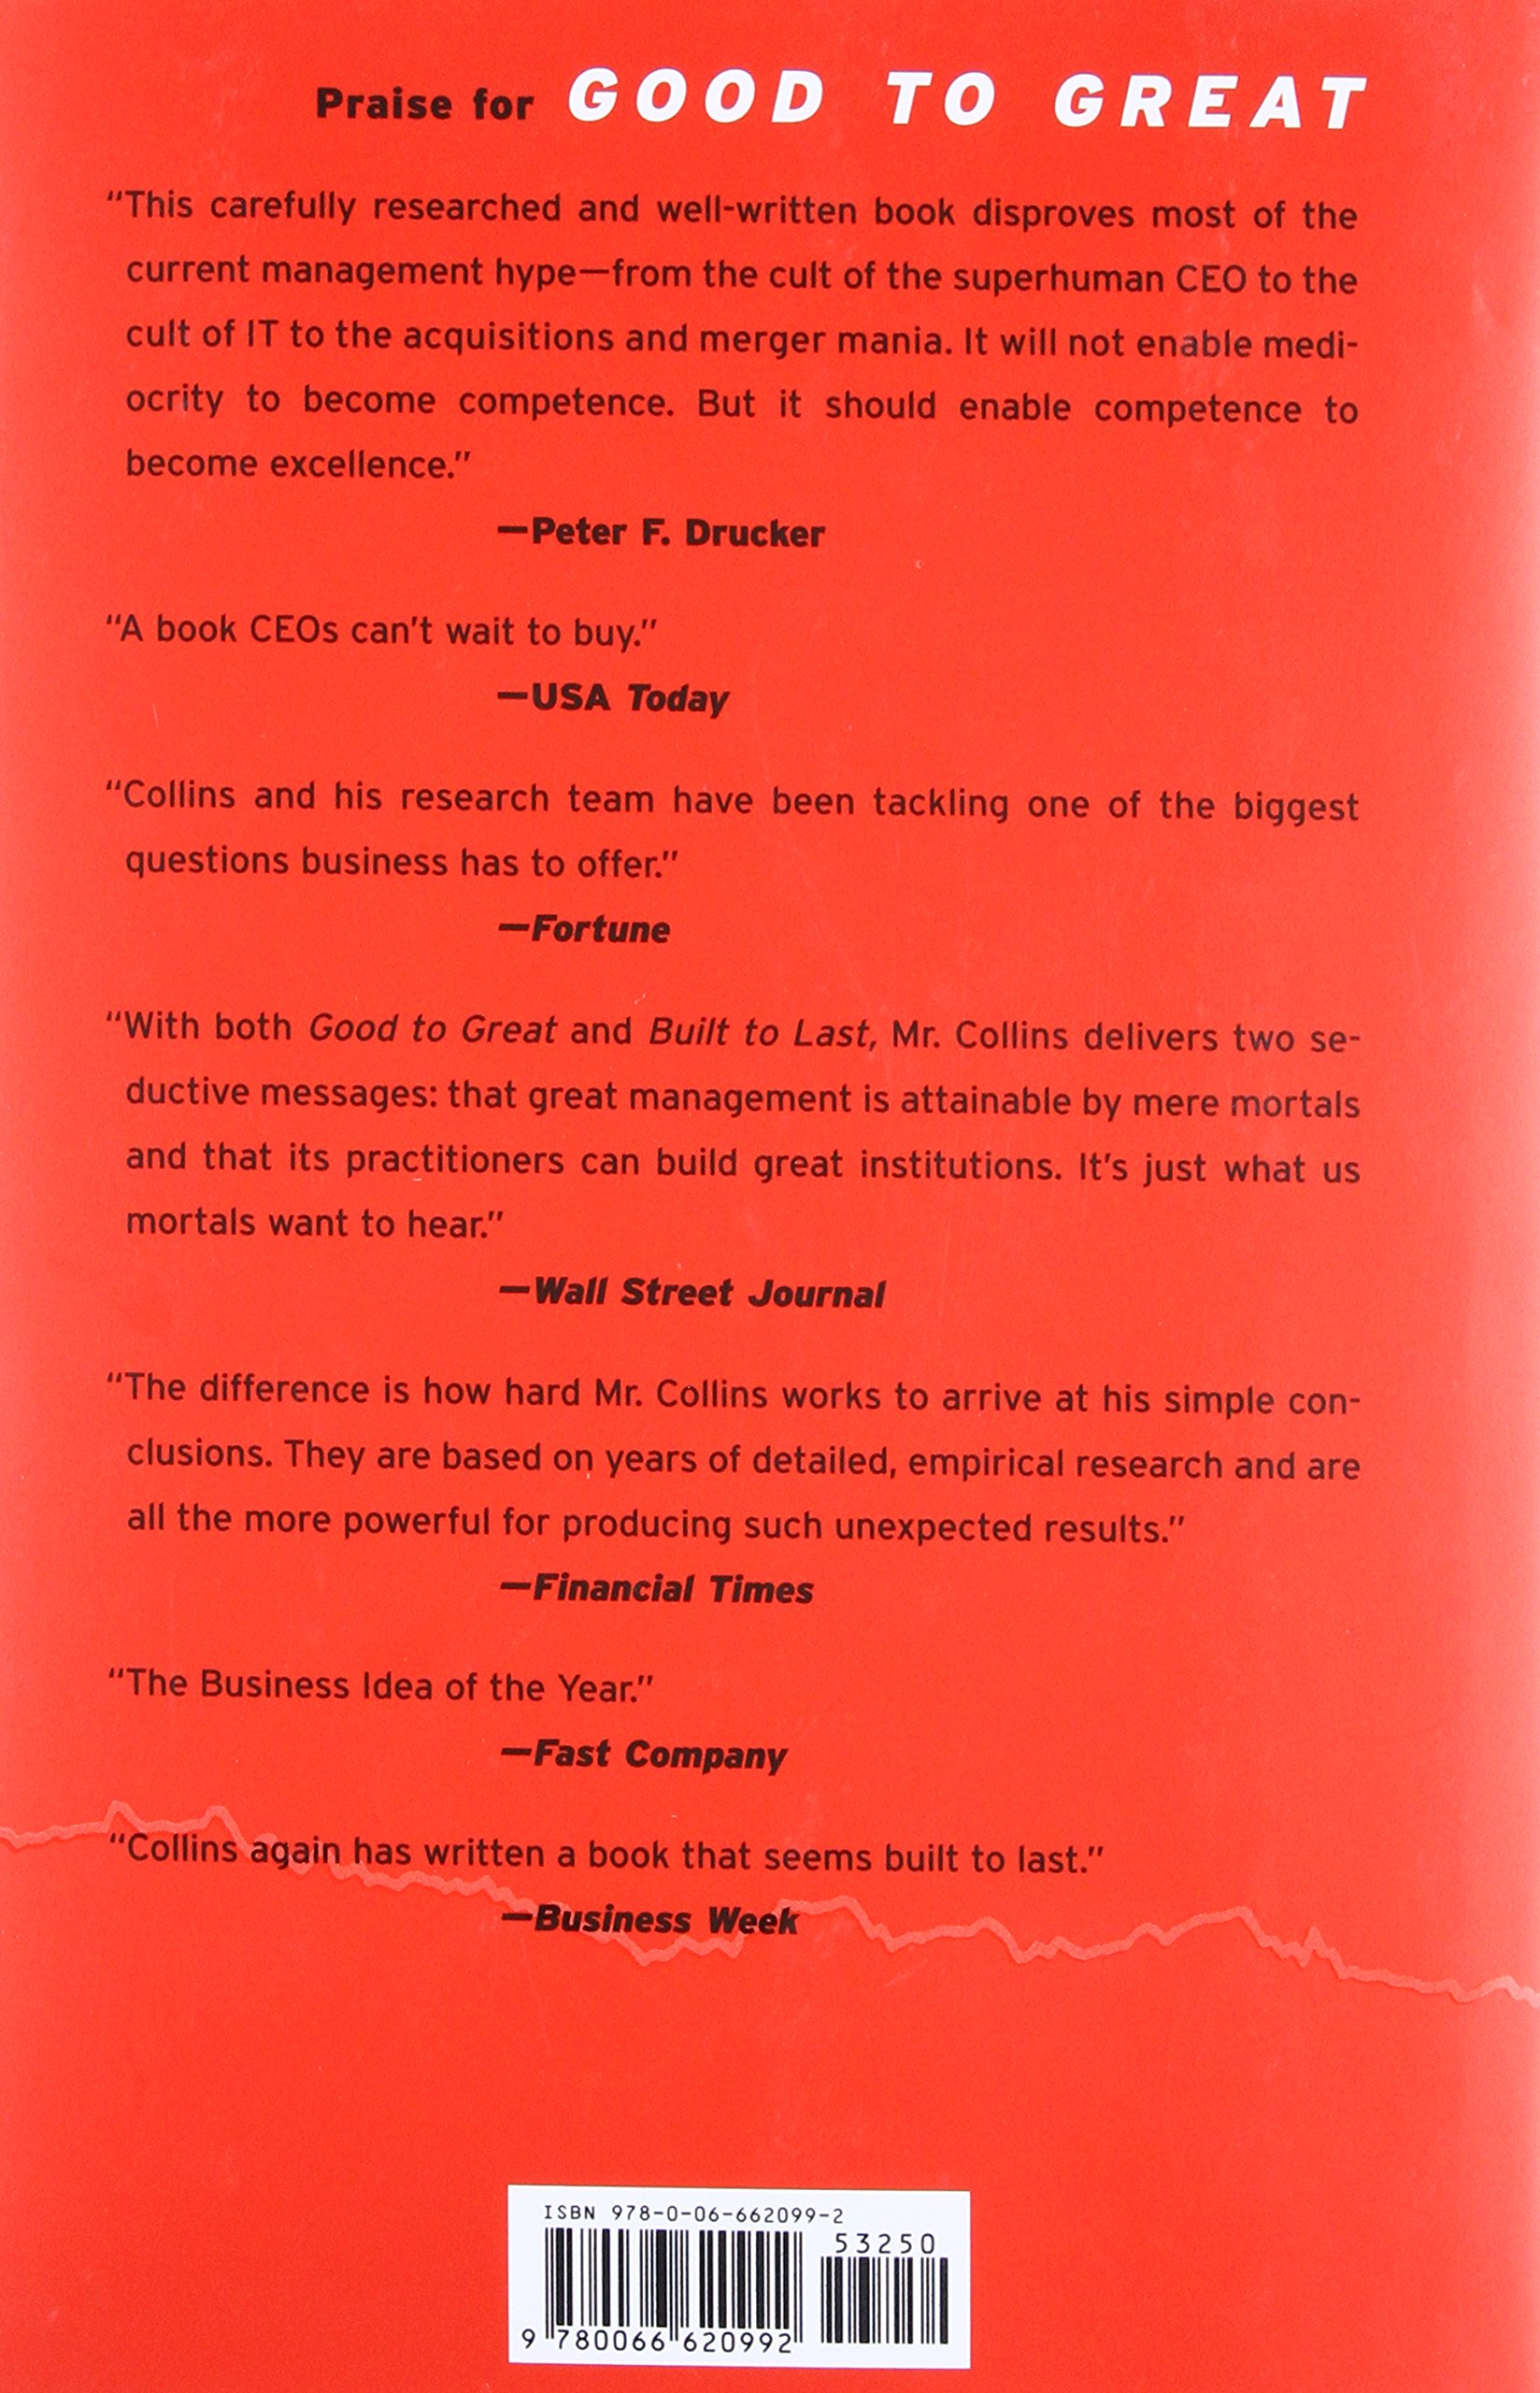 Praise for GOOD TO GREAT
“This carefully researched and well-written book disproves most of the
current management hype—from the cult of the superhuman CEO to the
cult of IT to the acquisitions and merger mania. It will not enable medi-
ocrity to become competence. But it should enable competence to
become excellence.”
—Peter F. Drucker
“A book CEOs can’t wait to buy.”
—USA Today
“Collins and his research team have been tackling one of the biggest
questions business has to offer.”
—Fortune
“With both Good to Great and Built to Last, Mr. Collins delivers two se-
ductive messages: that great management is attainable by mere mortals
and that its practitioners can build great institutions. It’s just what us
mortals want to hear.”
—Wall Street Journal
“The difference is how hard Mr. Collins works to arrive at his simple con-
clusions. They are based on years of detailed, empirical research and are
all the more powerful for producing such unexpected results.”
—Financial Times
“The Business Idea of the Year.”
—Fast Company
“Collins again has written a book that seems built to last.”
—Business Week
ISBN 978-0-06-662099-2
53250
9 780066 620992